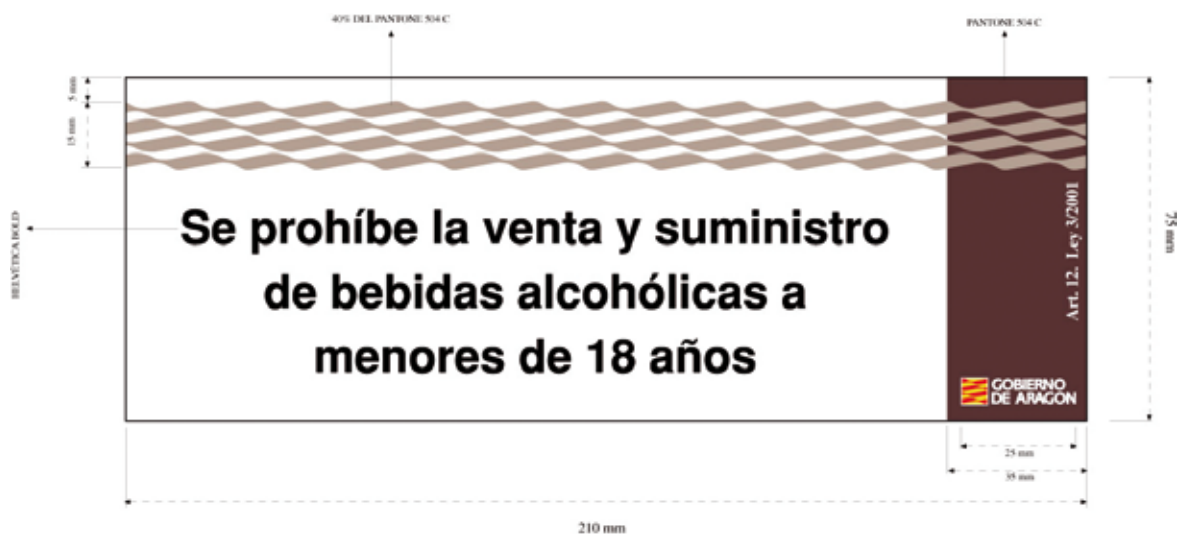 40% DEL PANTONE 504 C
PANTONE 504 C
5 mm
15 mm
HELVÉTICA BOLD
Se prohíbe la venta y suministro
de bebidas alcohólicas a
menores de 18 años
Art. 12. Ley 3/2001
GOBIERNO
DE ARAGON
75 mm
25 mm
35 mm
210 mm